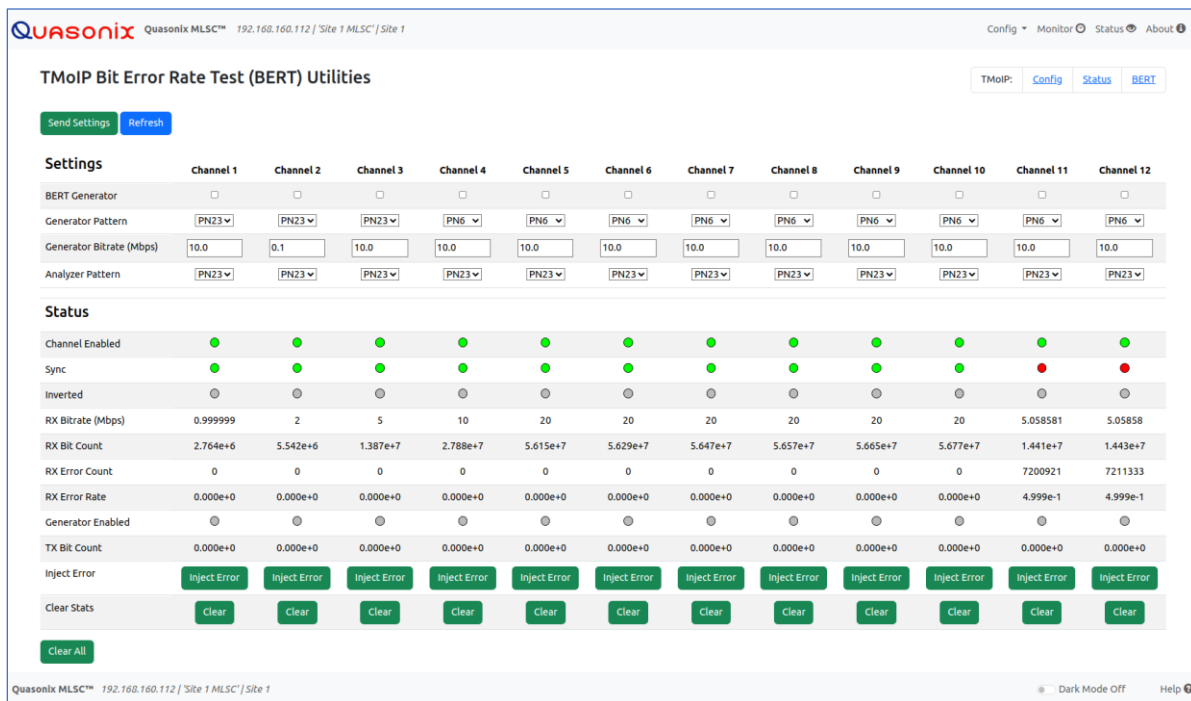 Quasonix Quasonix MLSC™ 192.168.160.112 | 'Site 1 MLSC' | Site 1 Config Monitor Status About
TMoIP Bit Error Rate Test (BERT) Utilities TMoIP: Config Status BERT
Send Settings Refresh
Settings Channel 1 Channel 2 Channel 3 Channel 4 Channel 5 Channel 6 Channel 7 Channel 8 Channel 9 Channel 10 Channel 11 Channel 12
BERT Generator
Generator Pattern PN23 PN23 PN23 PN6 PN6 PN6 PN6 PN6 PN6 PN6 PN6 PN6
Generator Bitrate (Mbps) 10.0 0.1 10.0 10.0 10.0 10.0 10.0 10.0 10.0 10.0 10.0 10.0
Analyzer Pattern PN23 PN23 PN23 PN23 PN23 PN23 PN23 PN23 PN23 PN23 PN23 PN23
Status
Channel Enabled
Sync
Inverted
RX Bitrate (Mbps) 0.999999 2 5 10 20 20 20 20 20 20 5.058581 5.05858
RX Bit Count 2.764e+6 5.542e+6 1.387e+7 2.788e+7 5.615e+7 5.629e+7 5.647e+7 5.657e+7 5.665e+7 5.677e+7 1.441e+7 1.443e+7
RX Error Count 0 0 0 0 0 0 0 0 0 0 7200921 7211333
RX Error Rate 0.000e+0 0.000e+0 0.000e+0 0.000e+0 0.000e+0 0.000e+0 0.000e+0 0.000e+0 0.000e+0 0.000e+0 4.999e-1 4.999e-1
Generator Enabled
TX Bit Count 0.000e+0 0.000e+0 0.000e+0 0.000e+0 0.000e+0 0.000e+0 0.000e+0 0.000e+0 0.000e+0 0.000e+0 0.000e+0 0.000e+0
Inject Error Inject Error Inject Error Inject Error Inject Error Inject Error Inject Error Inject Error Inject Error Inject Error Inject Error Inject Error Inject Error
Clear Stats Clear Clear Clear Clear Clear Clear Clear Clear Clear Clear Clear Clear
Clear All
Quasonix MLSC™ 192.168.160.112 | 'Site 1 MLSC' | Site 1 Dark Mode Off Help